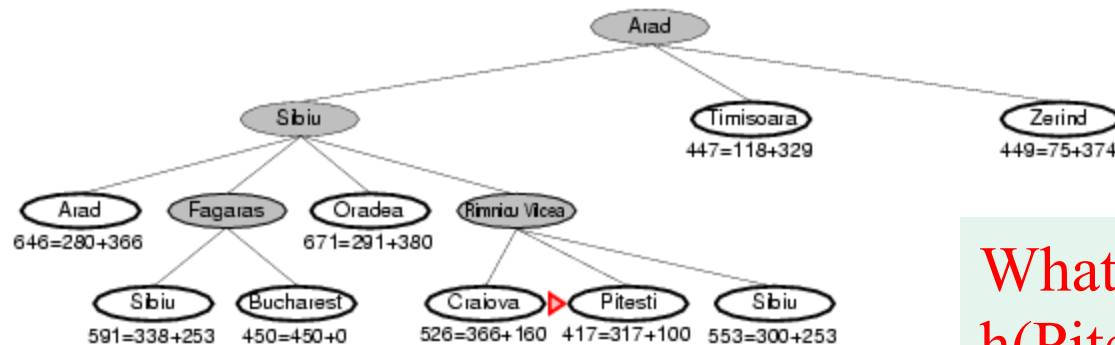 Arad
Sibiu
Timisoara
Zerind
447=118+329
449=75+374
Arad
Fagaras
Oradea
Rimnicu Vilcea
646=280+366
671=291+380
Sibiu
Bucharest
Craiova
Pitesti
Sibiu
591=338+253
450=450+0
526=366+160
417=317+100
553=300+253
What
h(Pite